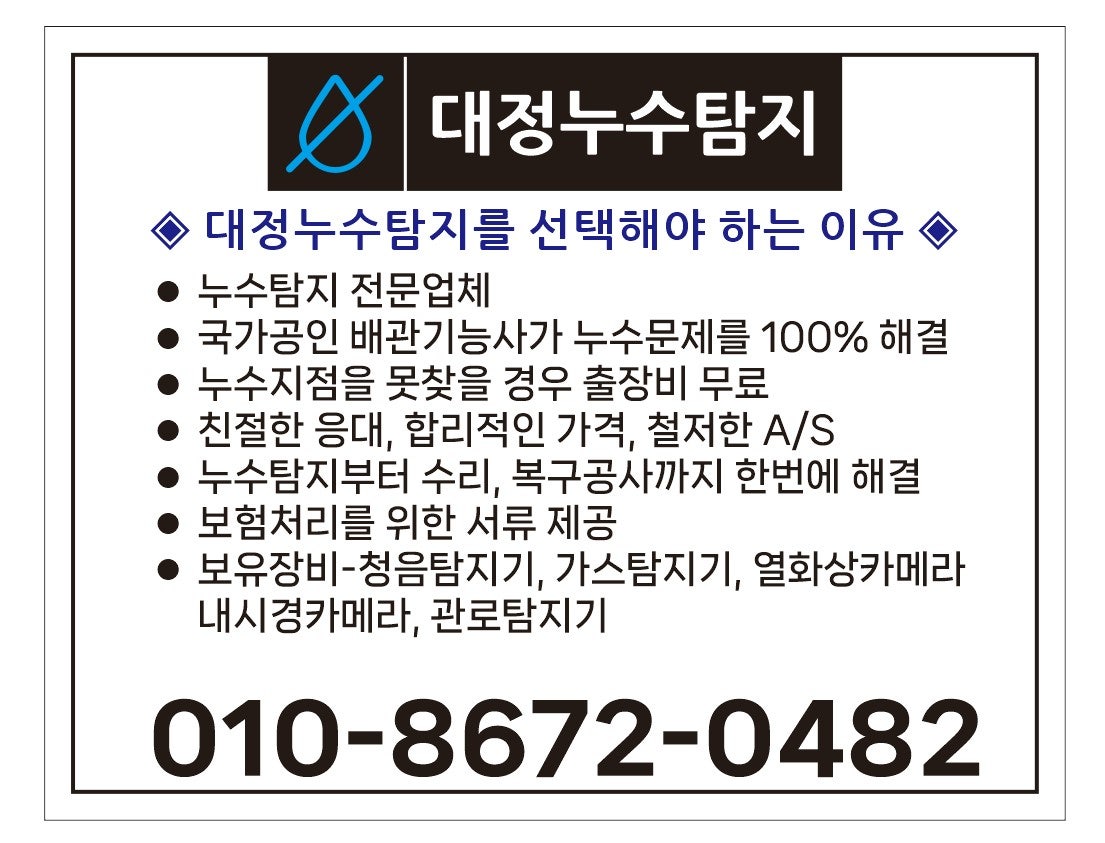 대정누수탐지
◈ 대정누수탐지를 선택해야 하는 이유 ◈
● 누수탐지 전문업체
● 국가공인 배관기능사가 누수문제를 100% 해결
● 누수지점을 못찾을 경우 출장비 무료
● 친절한 응대, 합리적인 가격, 철저한 A/S
● 누수탐지부터 수리, 복구공사까지 한번에 해결
● 보험처리를 위한 서류 제공
● 보유장비-청음탐지기, 가스탐지기, 열화상카메라
내시경카메라, 관로탐지기
010-8672-0482